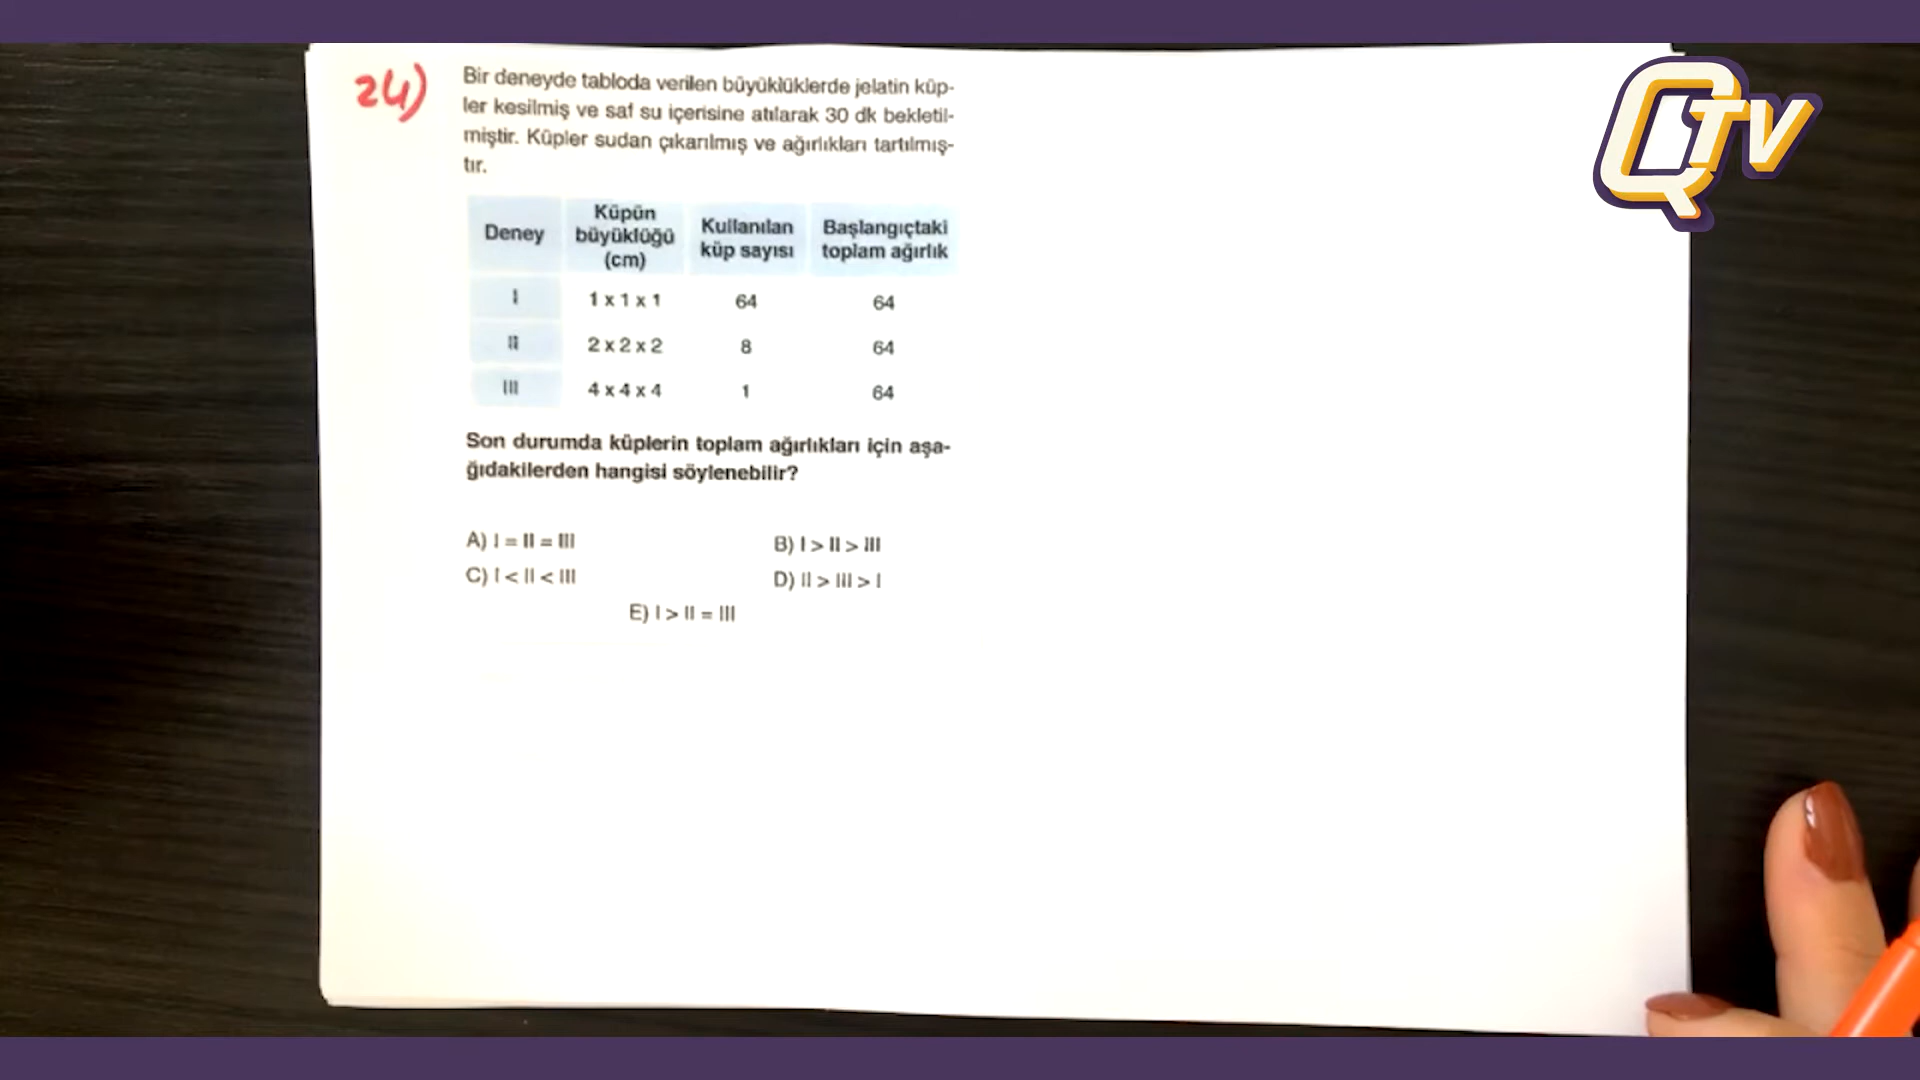 24)
Bir deneyde tabloda verilen büyüklüklerde jelatin küp-
ler kesilmiş ve saf su içerisine atılarak 30 dk bekletil-
miştir. Küpler sudan çıkarılmış ve ağırlıkları tartılmış-
tır.
Deney Küpün büyüklüğü (cm) Kullanılan küp sayısı Başlangıçtaki toplam ağırlık
I 1 x 1 x 1 64 64
II 2 x 2 x 2 8 64
III 4 x 4 x 4 1 64
Son durumda küplerin toplam ağırlıkları için aşa-
ğıdakilerden hangisi söylenebilir?
A) I = II = III B) I > II > III
C) I < II < III D) II > III > I
E) I > II = III
QTV